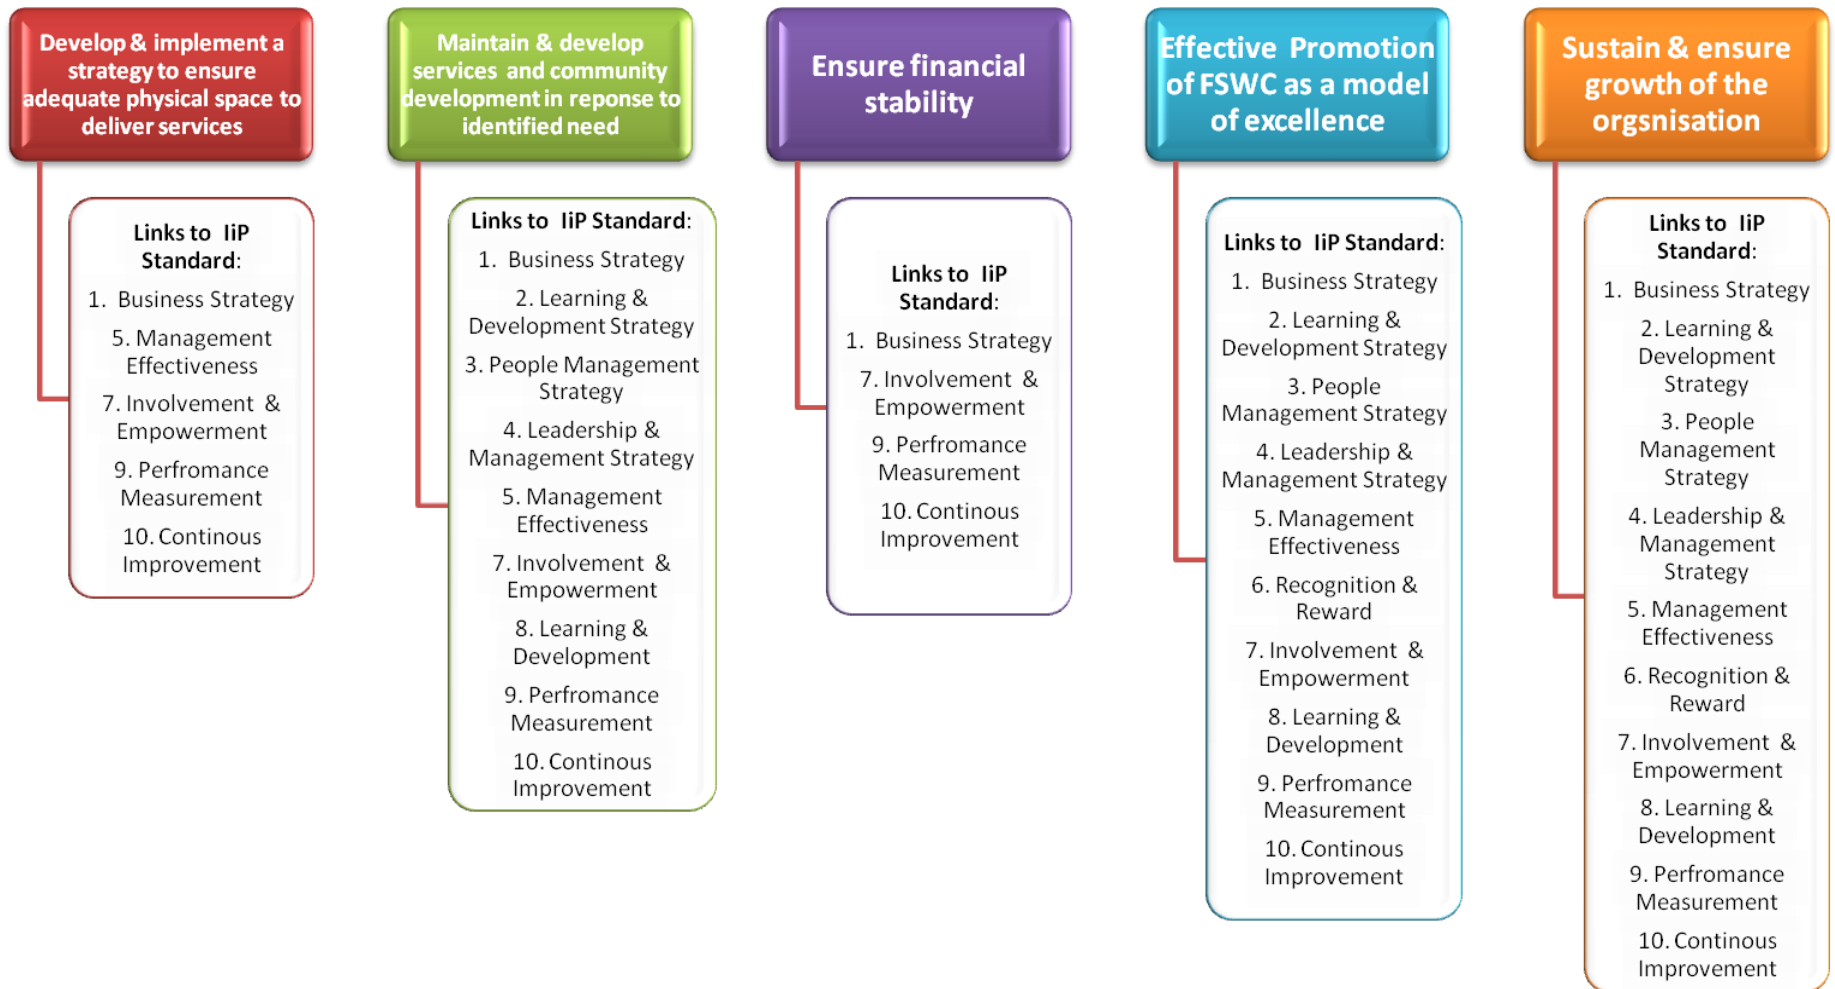 Develop & implement a
strategy to ensure
adequate physical space to
deliver services
Links to IiP
Standard:
1. Business Strategy
5. Management
Effectiveness
7. Involvement &
Empowerment
9. Perfromance
Measurement
10. Continous
Improvement
Maintain & develop
services and community
development in reponse to
identified need
Links to IiP Standard:
1. Business Strategy
2. Learning &
Development Strategy
3. People Management
Strategy
4. Leadership &
Management Strategy
5. Management
Effectiveness
7. Involvement &
Empowerment
8. Learning &
Development
9. Perfromance
Measurement
10. Continous
Improvement
Ensure financial
stability
Links to IiP
Standard:
1. Business Strategy
7. Involvement &
Empowerment
9. Perfromance
Measurement
10. Continous
Improvement
Effective Promotion
of FSWC as a model
of excellence
Links to IiP Standard:
1. Business Strategy
2. Learning &
Development Strategy
3. People
Management Strategy
4. Leadership &
Management Strategy
5. Management
Effectiveness
6. Recognition &
Reward
7. Involvement &
Empowerment
8. Learning &
Development
9. Perfromance
Measurement
10. Continous
Improvement
Sustain & ensure
growth of the
orgsnisation
Links to IiP
Standard:
1. Business Strategy
2. Learning &
Development
Strategy
3. People
Management
Strategy
4. Leadership &
Management
Strategy
5. Management
Effectiveness
6. Recognition &
Reward
7. Involvement &
Empowerment
8. Learning &
Development
9. Perfromance
Measurement
10. Continous
Improvement